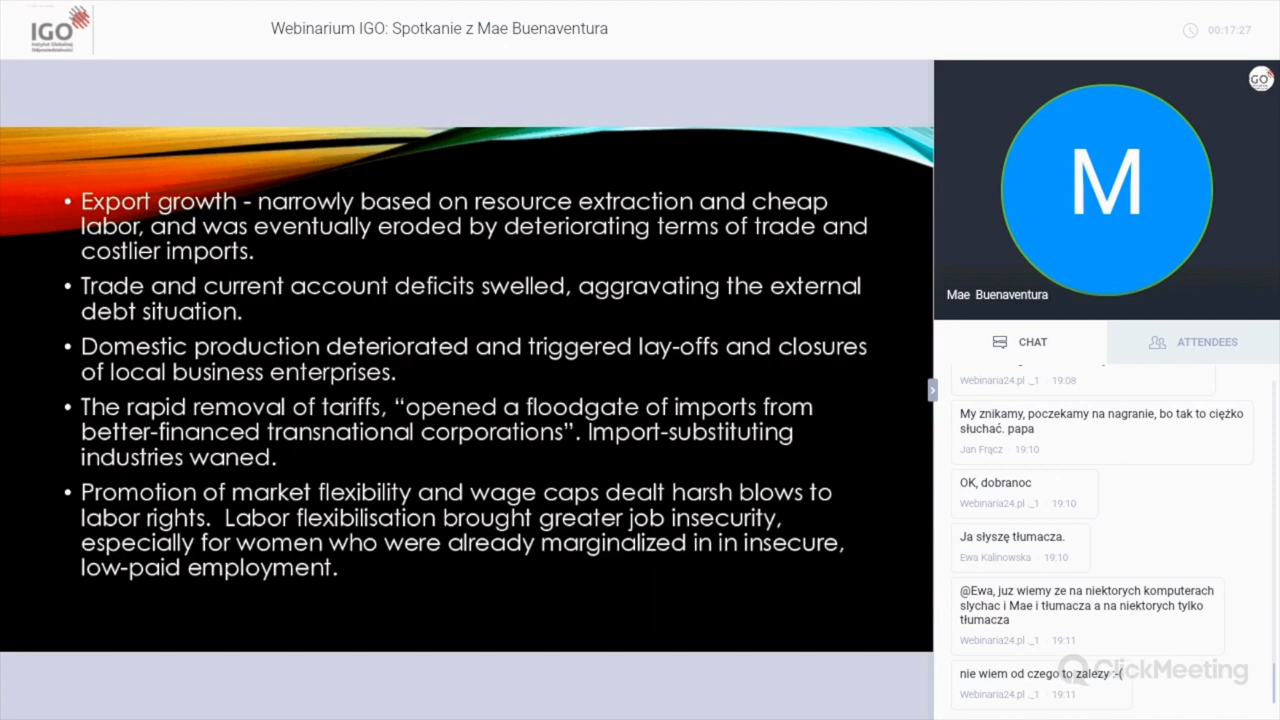 IGO
Instytut Globalnej
Odpowiedzialności
Webinarium IGO: Spotkanie z Mae Buenaventura
00:17:27
• Export growth - narrowly based on resource extraction and cheap
labor, and was eventually eroded by deteriorating terms of trade and
costlier imports.
• Trade and current account deficits swelled, aggravating the external
debt situation.
• Domestic production deteriorated and triggered lay-offs and closures
of local business enterprises.
• The rapid removal of tariffs, “opened a floodgate of imports from
better-financed transnational corporations”. Import-substituting
industries waned.
• Promotion of market flexibility and wage caps dealt harsh blows to
labor rights.  Labor flexibilisation brought greater job insecurity,
especially for women who were already marginalized in in insecure,
low-paid employment.
GO
M
Mae Buenaventura
CHAT
ATTENDEES
Webinaria24.pl ._1 · 19:08
My znikamy, poczekamy na nagranie, bo tak to ciężko
słuchać. papa
Jan Frącz · 19:10
OK, dobranoc
Webinaria24.pl ._1 · 19:10
Ja słyszę tłumacza.
Ewa Kalinowska · 19:10
@Ewa, juz wiemy ze na niektorych komputerach
slychac i Mae i tłumacza a na niektorych tylko
tłumacza
Webinaria24.pl ._1 · 19:11
nie wiem od czego to zalezy :-(
Webinaria24.pl ._1 · 19:11
ClickMeeting